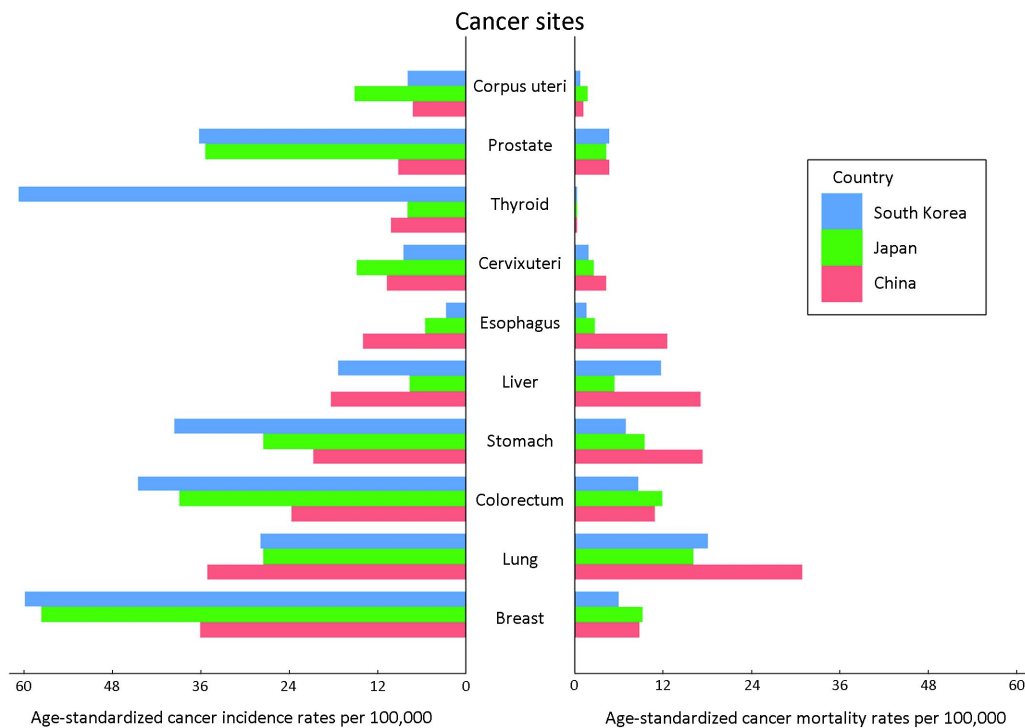 Cancer sites
Corpus uteri
Prostate
Thyroid
Cervixuteri
Esophagus
Liver
Stomach
Colorectum
Lung
Breast
Country
South Korea
Japan
China
60 48 36 24 12 0
0 12 24 36 48 60
Age-standardized cancer incidence rates per 100,000
Age-standardized cancer mortality rates per 100,000